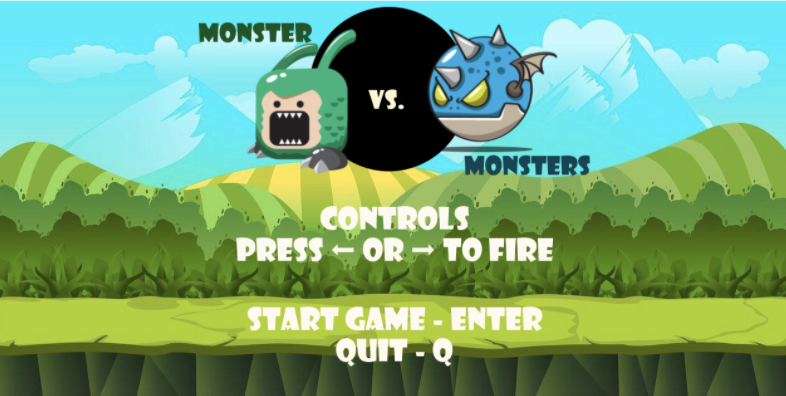 MONSTER
VS.
MONSTERS
CONTROLS
PRESS ← OR → TO FIRE
START GAME - ENTER
QUIT - Q